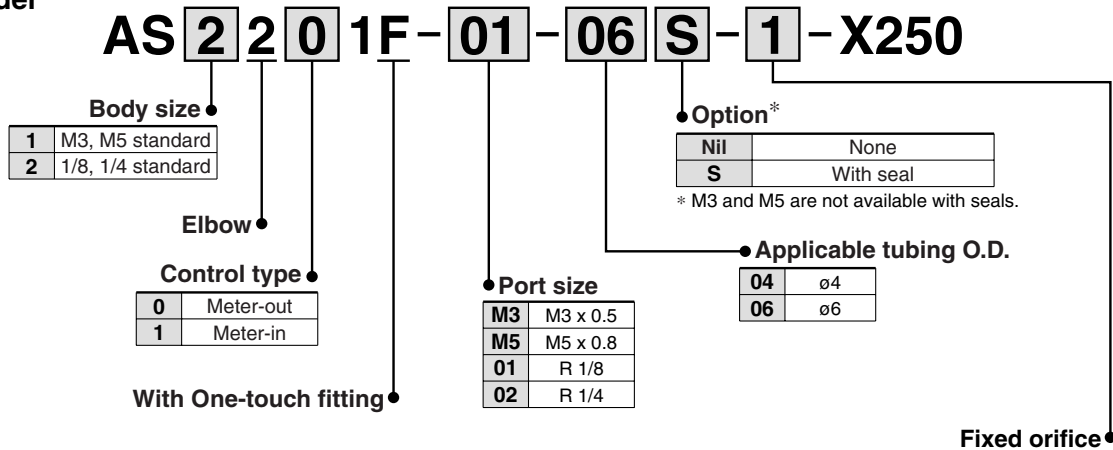 AS 2 2 0 1F - 01 - 06 S - 1 - X250
Body size
1 M3, M5 standard
2 1/8, 1/4 standard
Elbow
Control type
0 Meter-out
1 Meter-in
With One-touch fitting
Port size
M3 M3 x 0.5
M5 M5 x 0.8
01 R 1/8
02 R 1/4
Option*
Nil None
S With seal
* M3 and M5 are not available with seals.
Applicable tubing O.D.
04 ø4
06 ø6
Fixed orifice